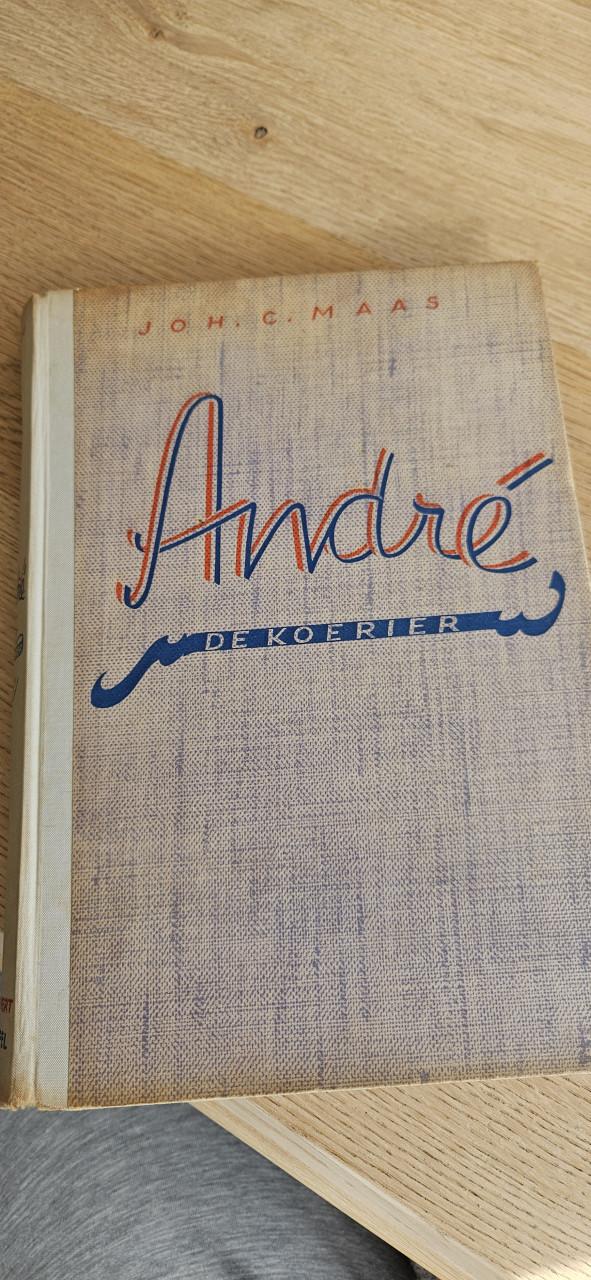 JOH. C. MAAS
André
DE KOERIER